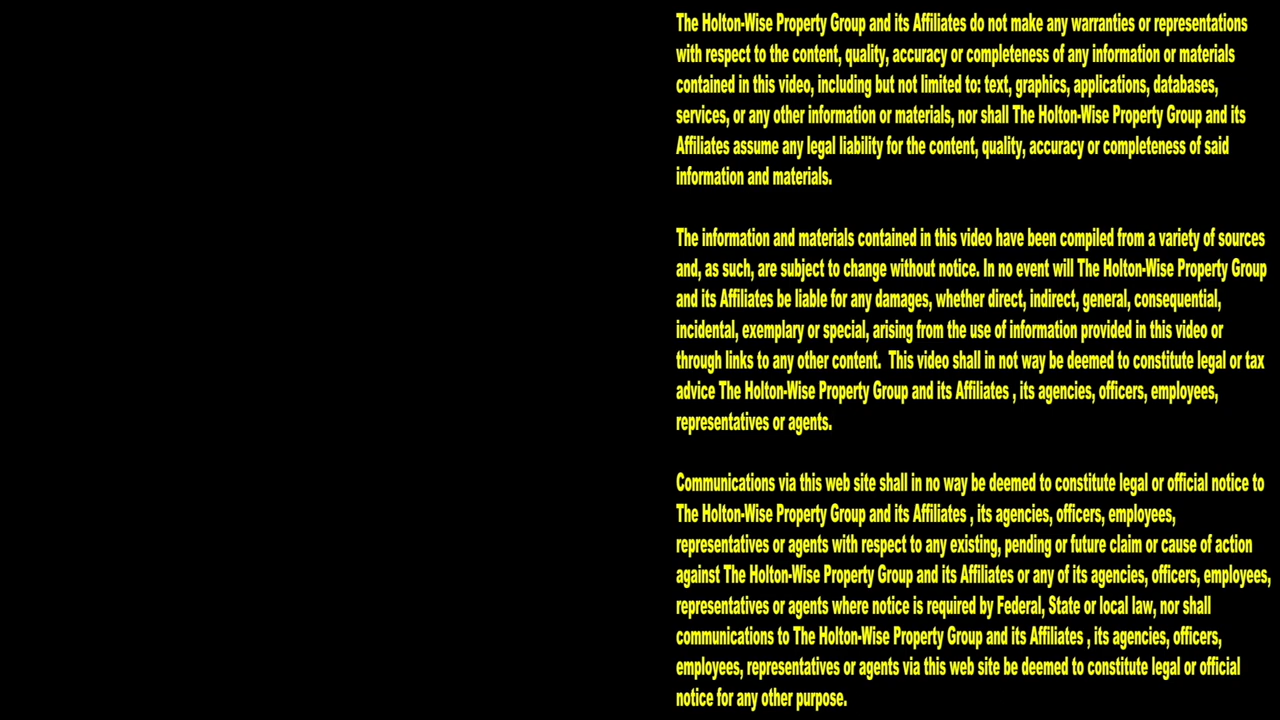 The Holton-Wise Property Group and its Affiliates do not make any warranties or representations
with respect to the content, quality, accuracy or completeness of any information or materials
contained in this video, including but not limited to: text, graphics, applications, databases,
services, or any other information or materials, nor shall The Holton-Wise Property Group and its
Affiliates assume any legal liability for the content, quality, accuracy or completeness of said
information and materials.
The information and materials contained in this video have been compiled from a variety of sources
and, as such, are subject to change without notice. In no event will The Holton-Wise Property Group
and its Affiliates be liable for any damages, whether direct, indirect, general, consequential,
incidental, exemplary or special, arising from the use of information provided in this video or
through links to any other content.  This video shall in not way be deemed to constitute legal or tax
advice The Holton-Wise Property Group and its Affiliates , its agencies, officers, employees,
representatives or agents.
Communications via this web site shall in no way be deemed to constitute legal or official notice to
The Holton-Wise Property Group and its Affiliates , its agencies, officers, employees,
representatives or agents with respect to any existing, pending or future claim or cause of action
against The Holton-Wise Property Group and its Affiliates or any of its agencies, officers, employees,
representatives or agents where notice is required by Federal, State or local law, nor shall
communications to The Holton-Wise Property Group and its Affiliates , its agencies, officers,
employees, representatives or agents via this web site be deemed to constitute legal or official
notice for any other purpose.